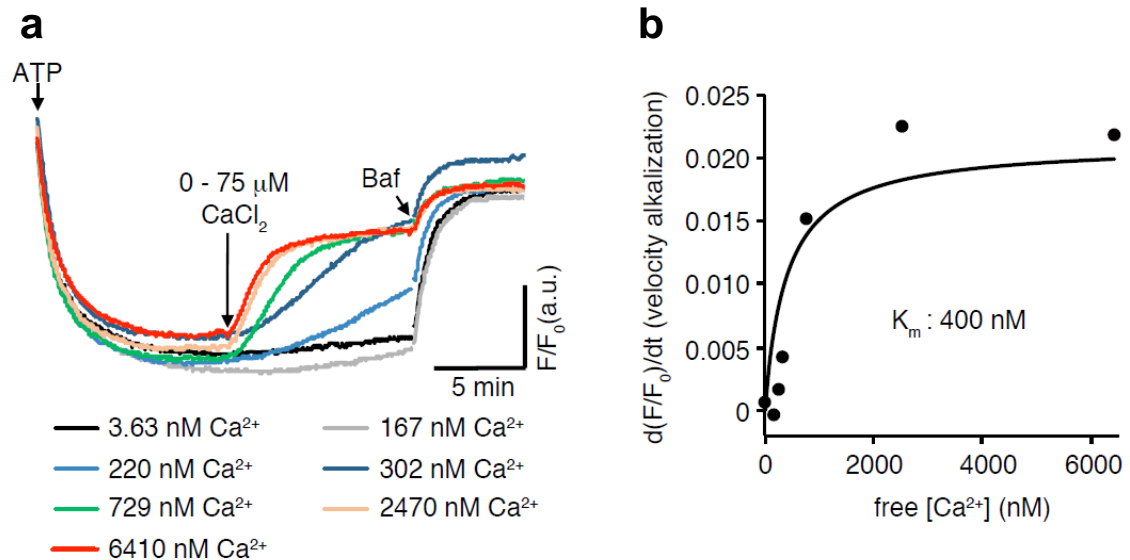 a
ATP
0 - 75 μM
CaCl₂
Baf
F/F₀(a.u.)
5 min
3.63 nM Ca²⁺
167 nM Ca²⁺
220 nM Ca²⁺
302 nM Ca²⁺
729 nM Ca²⁺
2470 nM Ca²⁺
6410 nM Ca²⁺
b
d(F/F₀)/dt (velocity alkalization)
0.025
0.020
0.015
0.010
0.005
0
Kₘ : 400 nM
0 2000 4000 6000
free [Ca²⁺] (nM)